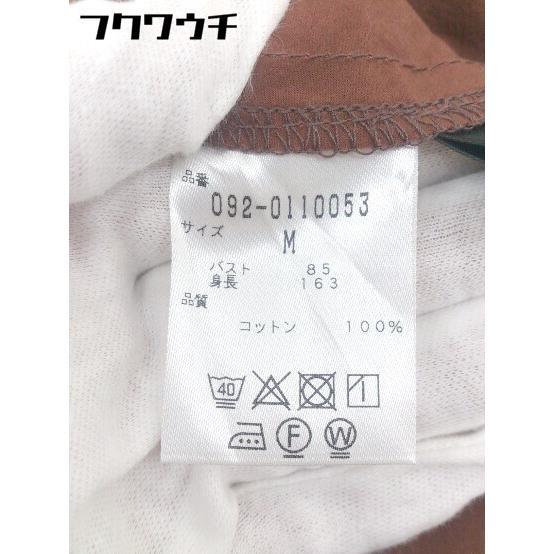 フクワウチ
品番
092-0110053
サイズ
M
バスト 85
身長 163
品質
コットン 100%
40
F W